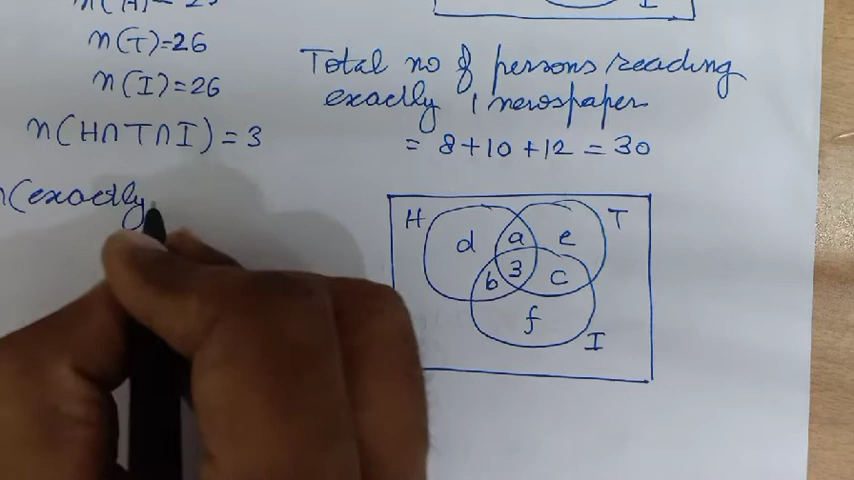 n(T)=26
n(I)=26
n(H∩T∩I)=3
(exactly
I
Total no of persons reading
exactly 1 newspaper
= 8+10+12=30
H
T
d
a
e
b
3
c
f
I